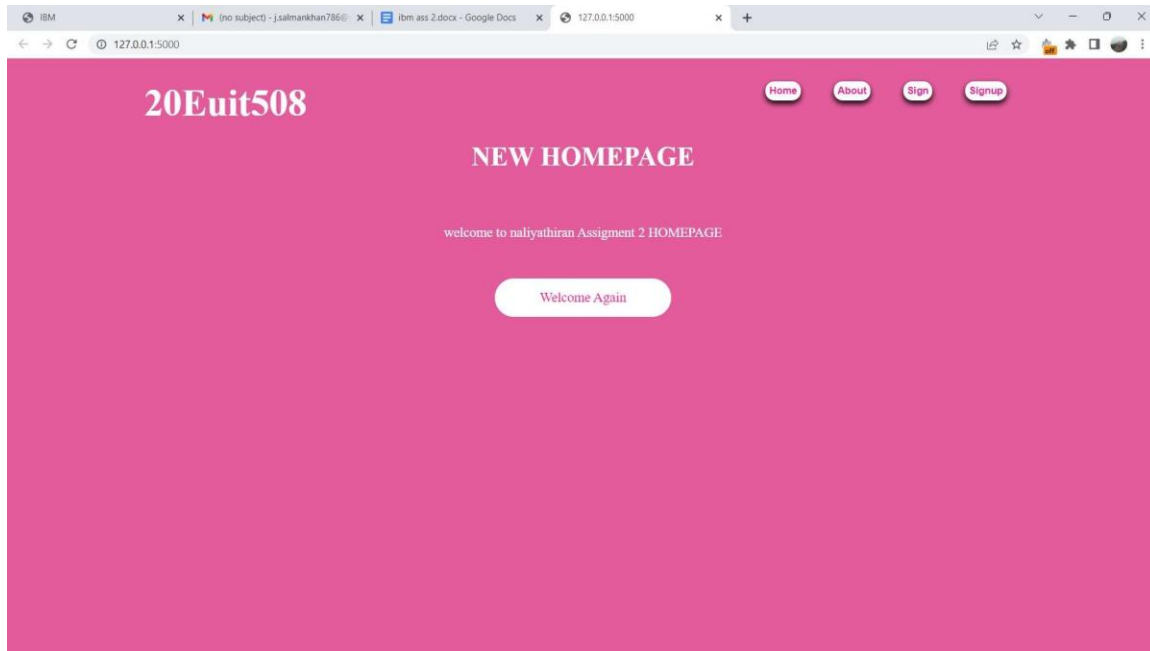 IBM
(no subject) - j.salmankhan786@
ibm ass 2.docx - Google Docs
127.0.0.1:5000
127.0.0.1:5000
off
20Euit508
Home
About
Sign
Signup
NEW HOMEPAGE
welcome to naliyathiran Assigment 2 HOMEPAGE
Welcome Again